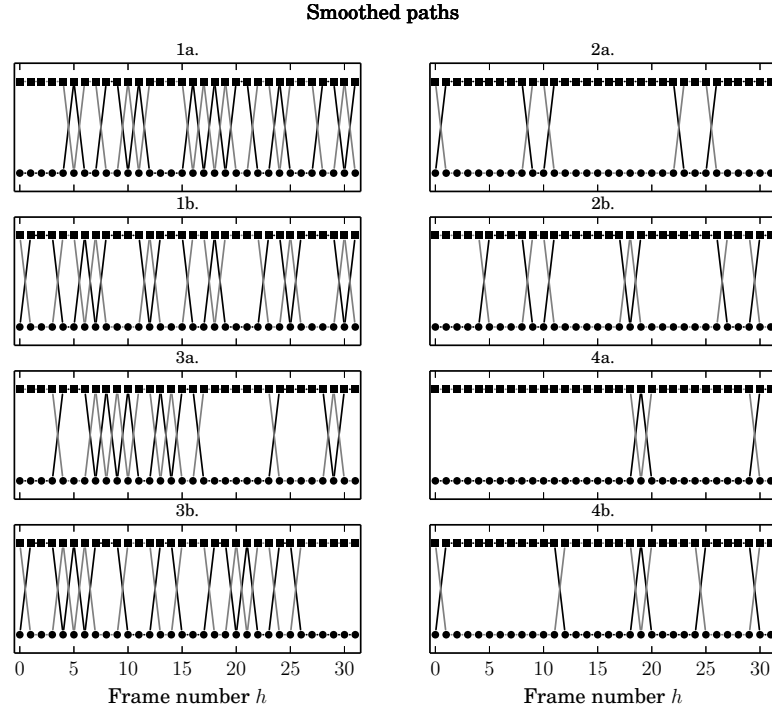 Smoothed paths
1a.
2a.
1b.
2b.
3a.
4a.
3b.
4b.
0 5 10 15 20 25 30
0 5 10 15 20 25 30
Frame number h
Frame number h